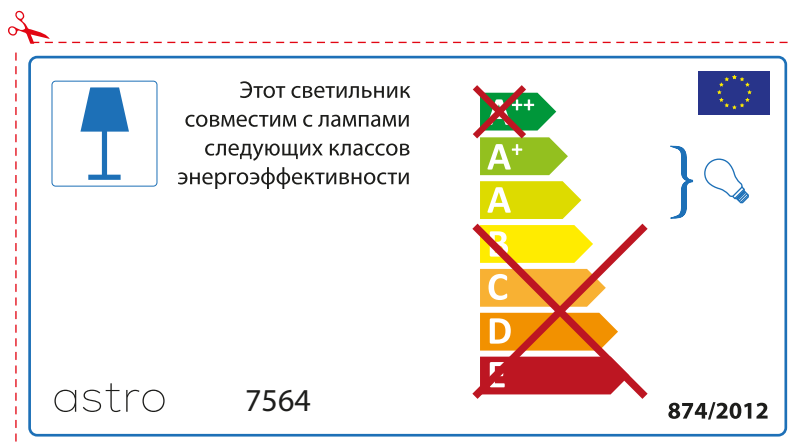 Этот светильник
совместим с лампами
следующих классов
энергоэффективности
A++
A+
A
B
C
D
E
astro
7564
874/2012